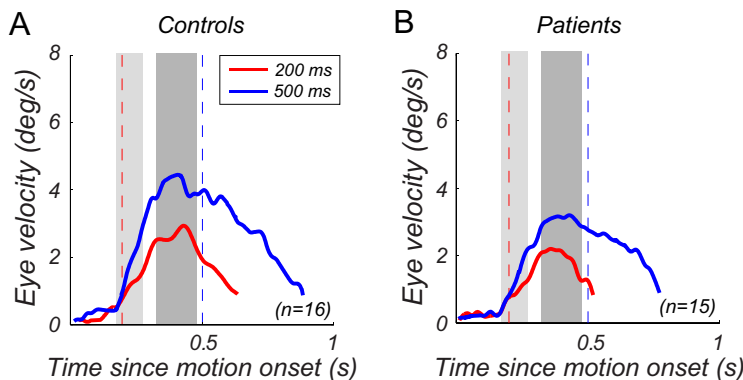 A
Controls
Eye velocity (deg/s)
8
6
4
2
0
200 ms
500 ms
(n=16)
0.5
1
Time since motion onset (s)
B
Patients
Eye velocity (deg/s)
8
6
4
2
0
(n=15)
0.5
1
Time since motion onset (s)